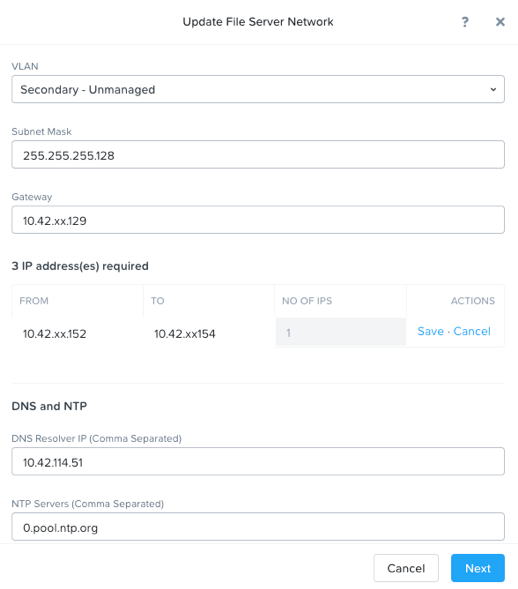 Update File Server Network ? ×
VLAN
Secondary - Unmanaged
Subnet Mask
255.255.255.128
Gateway
10.42.xx.129
3 IP address(es) required
FROM TO NO OF IPS ACTIONS
10.42.xx.152 10.42.xx154 1 Save · Cancel
DNS and NTP
DNS Resolver IP (Comma Separated)
10.42.114.51
NTP Servers (Comma Separated)
0.pool.ntp.org
Cancel Next